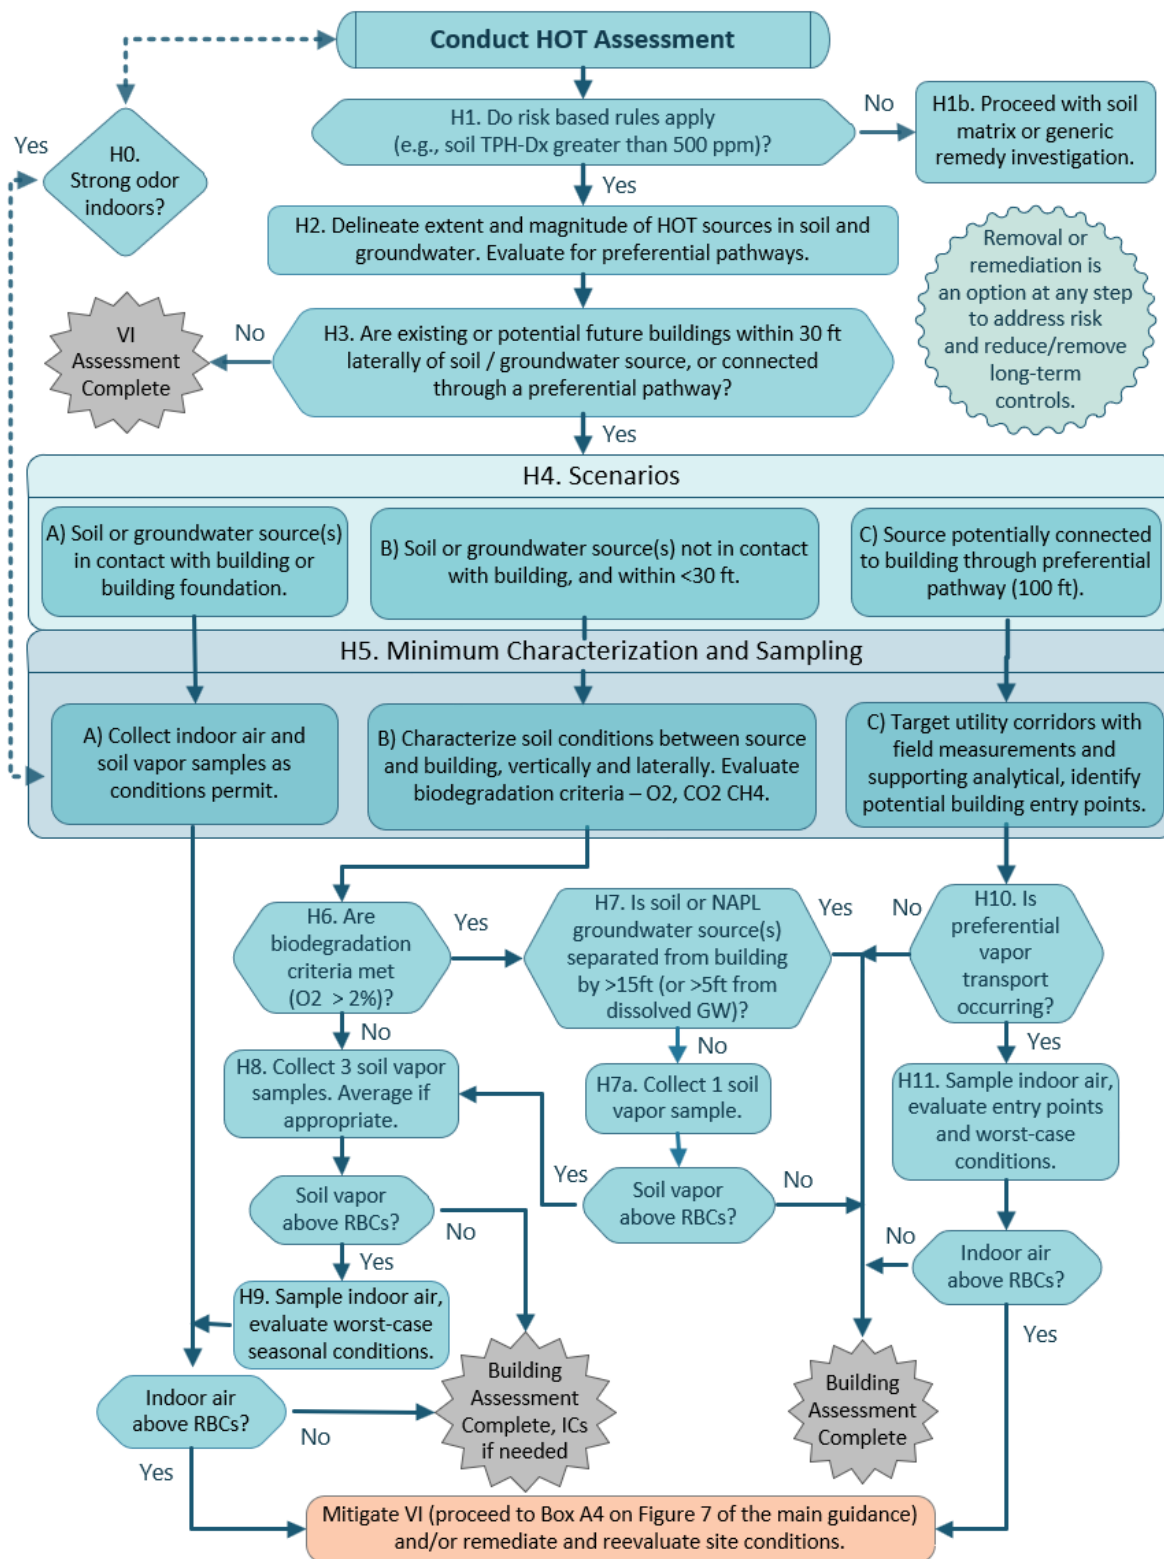 Conduct HOT Assessment
Yes
H0.
Strong odor
indoors?
H1. Do risk based rules apply
(e.g., soil TPH-Dx greater than 500 ppm)?
No
H1b. Proceed with soil
matrix or generic
remedy investigation.
Yes
H2. Delineate extent and magnitude of HOT sources in soil and
groundwater. Evaluate for preferential pathways.
Removal or
remediation is
an option at any step
to address risk
and reduce/remove
long-term
controls.
VI
Assessment
Complete
No
H3. Are existing or potential future buildings within 30 ft
laterally of soil / groundwater source, or connected
through a preferential pathway?
Yes
H4. Scenarios
A) Soil or groundwater source(s)
in contact with building or
building foundation.
B) Soil or groundwater source(s) not in contact
with building, and within <30 ft.
C) Source potentially connected
to building through preferential
pathway (100 ft).
H5. Minimum Characterization and Sampling
A) Collect indoor air and
soil vapor samples as
conditions permit.
B) Characterize soil conditions between source
and building, vertically and laterally. Evaluate
biodegradation criteria – O2, CO2 CH4.
C) Target utility corridors with
field measurements and
supporting analytical, identify
potential building entry points.
H6. Are
biodegradation
criteria met
(O2 > 2%)?
Yes
H7. Is soil or NAPL
groundwater source(s)
separated from building
by >15ft (or >5ft from
dissolved GW)?
Yes
No
H10. Is
preferential
vapor
transport
occurring?
No
No
Yes
H8. Collect 3 soil vapor
samples. Average if
appropriate.
H7a. Collect 1 soil
vapor sample.
H11. Sample indoor air,
evaluate entry points
and worst-case
conditions.
Soil vapor
above RBCs?
No
Yes
Yes
Soil vapor
above RBCs?
No
No
Indoor air
above RBCs?
Yes
H9. Sample indoor air,
evaluate worst-case
seasonal conditions.
Indoor air
above RBCs?
No
Yes
Building
Assessment
Complete, ICs
if needed
Building
Assessment
Complete
Mitigate VI (proceed to Box A4 on Figure 7 of the main guidance)
and/or remediate and reevaluate site conditions.